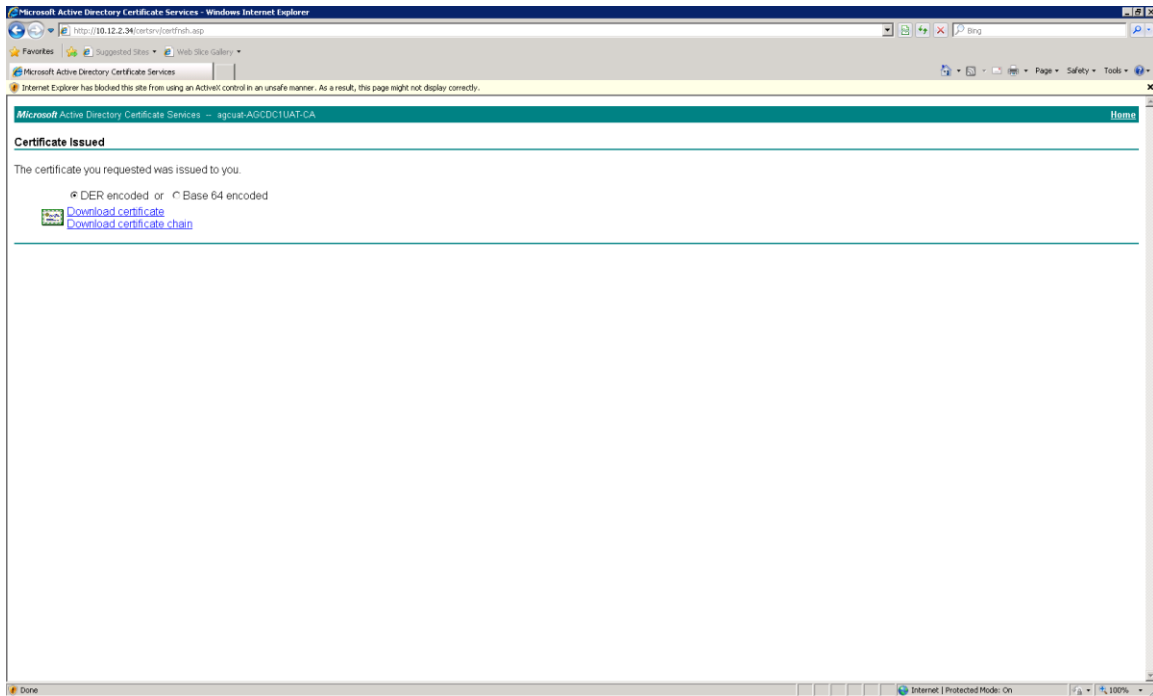 Microsoft Active Directory Certificate Services - Windows Internet Explorer
http://10.12.2.34/certsrv/certfnsh.asp
Bing
Favorites Suggested Sites Web Slice Gallery
Microsoft Active Directory Certificate Services
Page Safety Tools
Internet Explorer has blocked this site from using an ActiveX control in an unsafe manner. As a result, this page might not display correctly.
Microsoft Active Directory Certificate Services -- agcuat-AGCDC1UAT-CA Home
Certificate Issued
The certificate you requested was issued to you.
DER encoded or Base 64 encoded
Download certificate
Download certificate chain
Done Internet | Protected Mode: On 100%